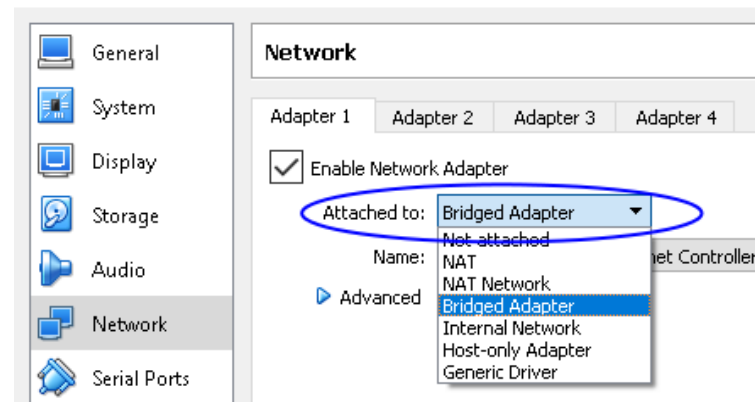 General
System
Display
Storage
Audio
Network
Serial Ports
Network
Adapter 1 Adapter 2 Adapter 3 Adapter 4
Enable Network Adapter
Attached to: Bridged Adapter
Not attached
Name: NAT net Controller
NAT Network
Advanced Bridged Adapter
Internal Network
Host-only Adapter
Generic Driver